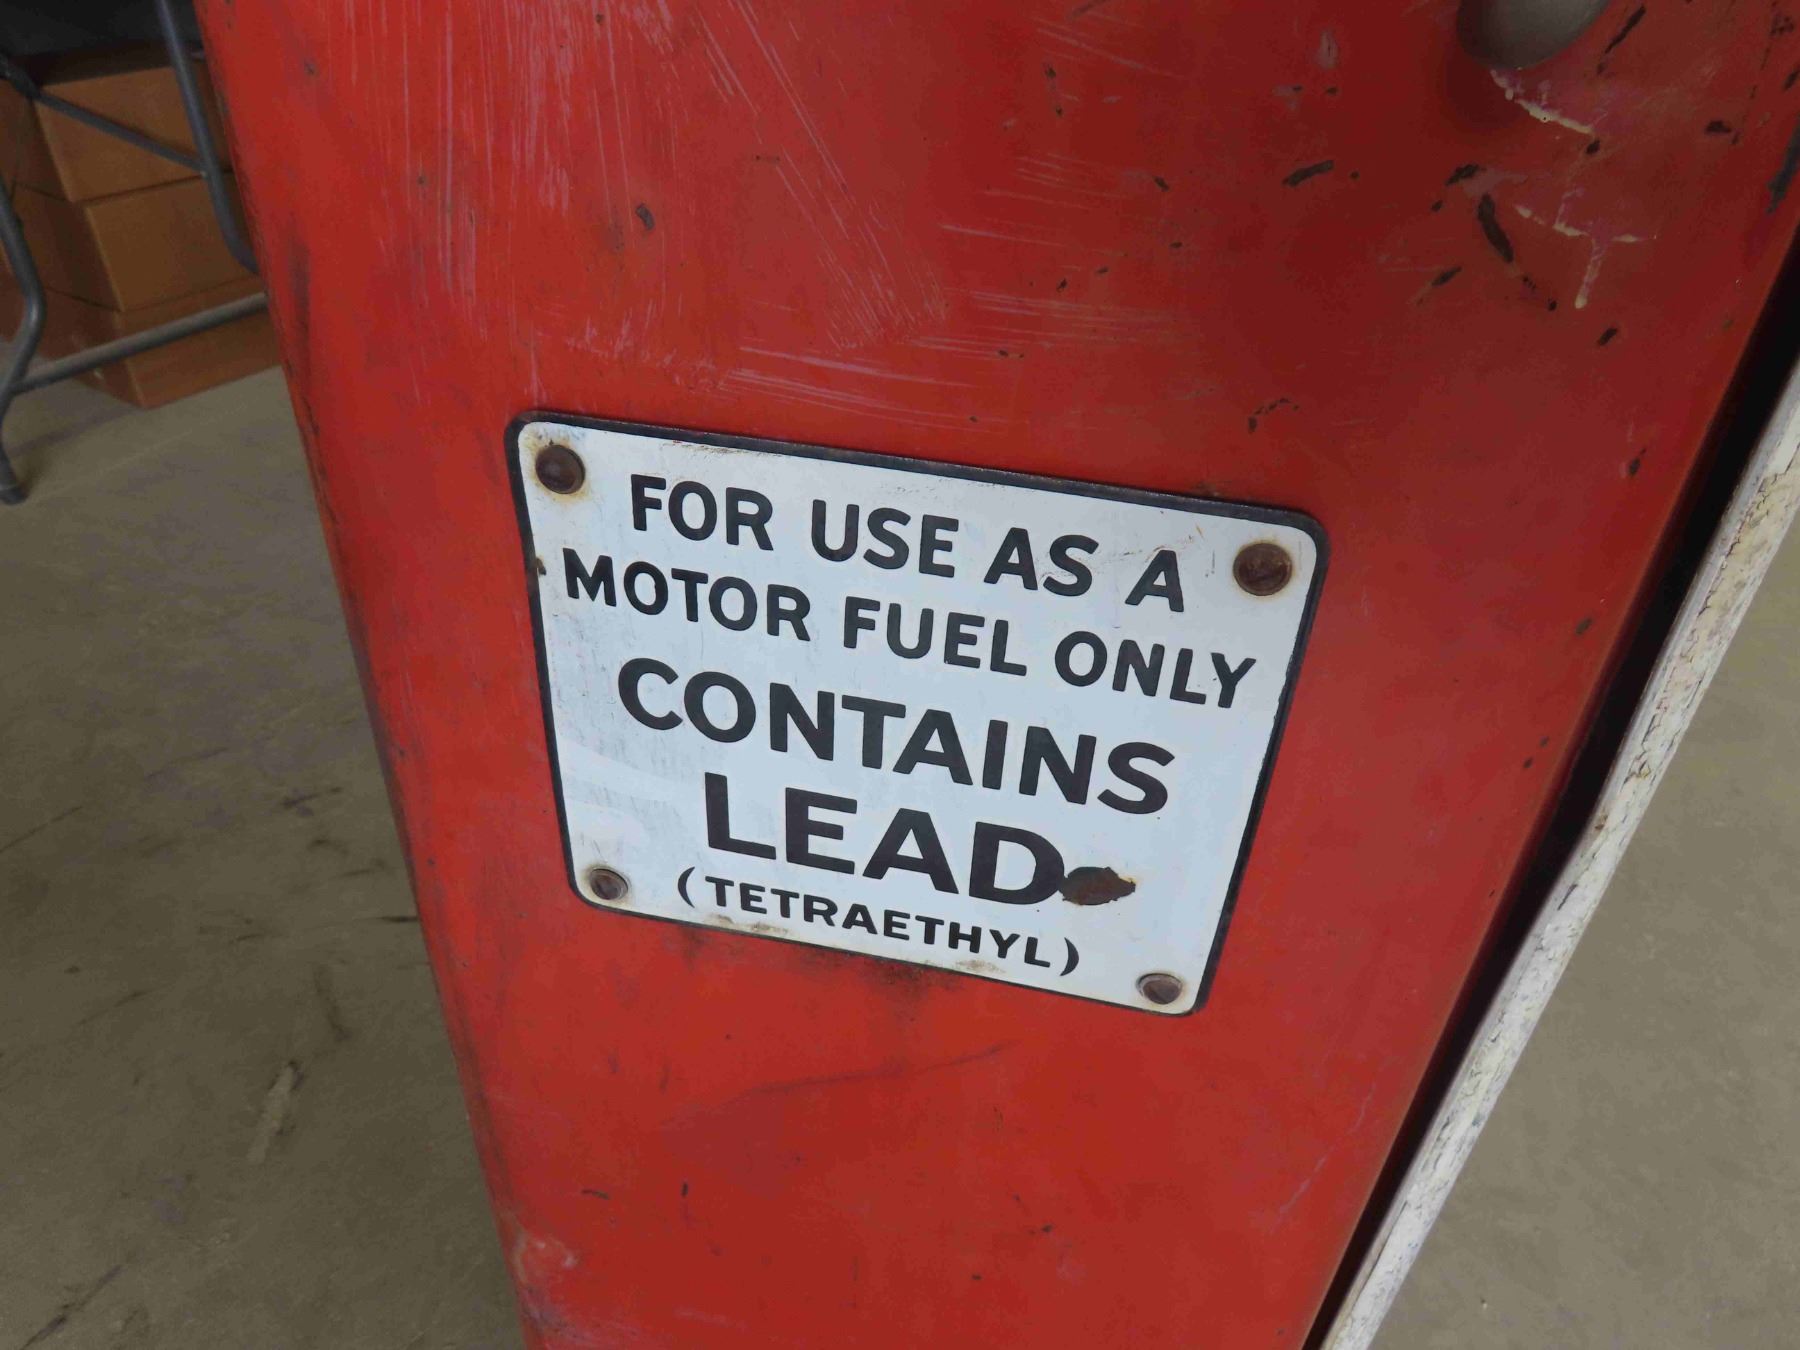 FOR USE AS A
MOTOR FUEL ONLY
CONTAINS
LEAD
(TETRAETHYL)